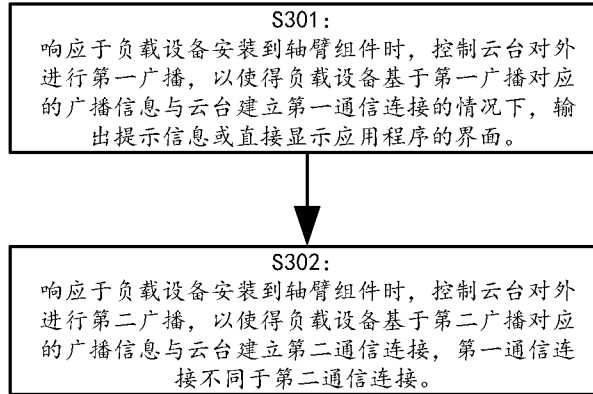 S301：
响应于负载设备安装到轴臂组件时，控制云台对外
进行第一广播，以使得负载设备基于第一广播对应
的广播信息与云台建立第一通信连接的情况下，输
出提示信息或直接显示应用程序的界面。
S302：
响应于负载设备安装到轴臂组件时，控制云台对外
进行第二广播，以使得负载设备基于第二广播对应
的广播信息与云台建立第二通信连接，第一通信连
接不同于第二通信连接。